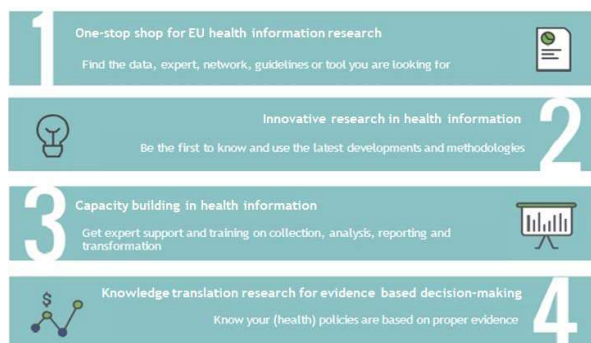 1
One-stop shop for EU health information research
Find the data, expert, network, guidelines or tool you are looking for
Innovative research in health information
2
Be the first to know and use the latest developments and methodologies
3
Capacity building in health information
Get expert support and training on collection, analysis, reporting and
transformation
$
Knowledge translation research for evidence based decision-making
4
Know your (health) policies are based on proper evidence